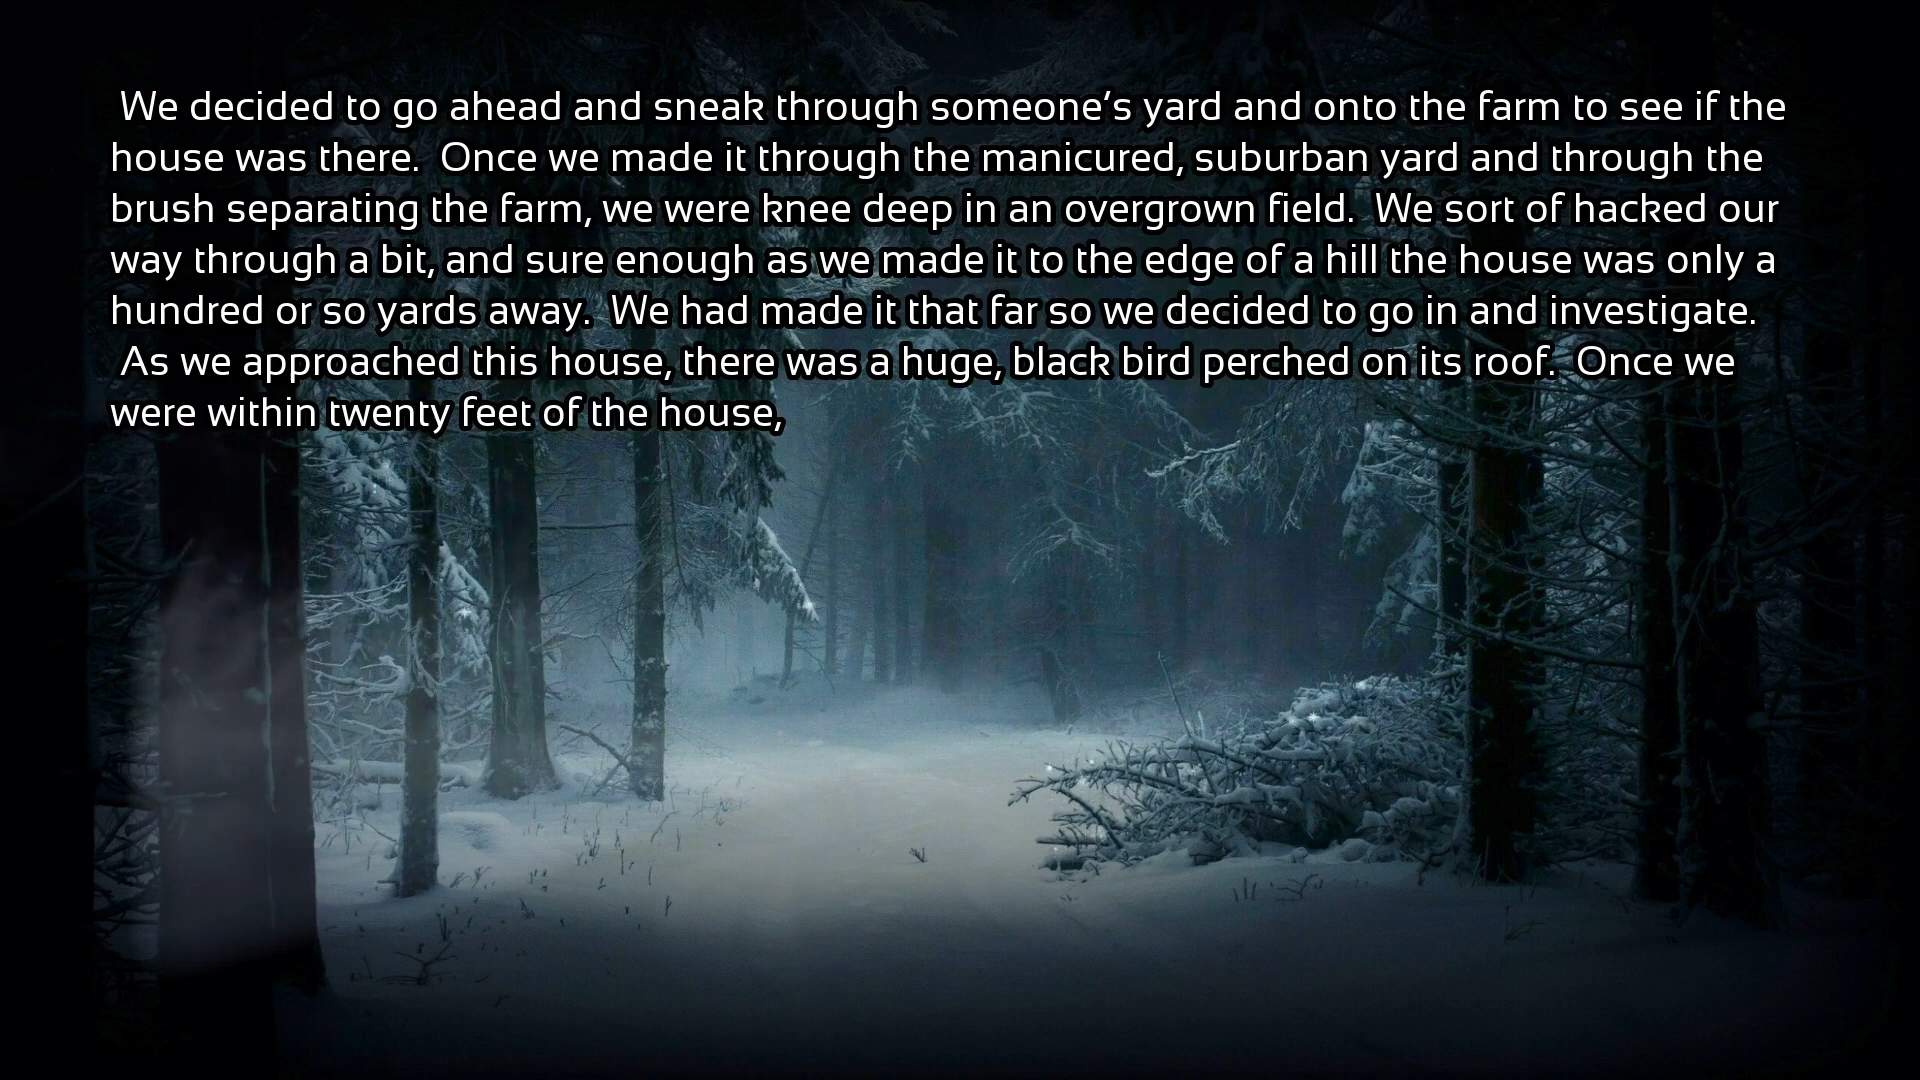 We decided to go ahead and sneak through someone’s yard and onto the farm to see if the
house was there.  Once we made it through the manicured, suburban yard and through the
brush separating the farm, we were knee deep in an overgrown field.  We sort of hacked our
way through a bit, and sure enough as we made it to the edge of a hill the house was only a
hundred or so yards away.  We had made it that far so we decided to go in and investigate.
As we approached this house, there was a huge, black bird perched on its roof.  Once we
were within twenty feet of the house,